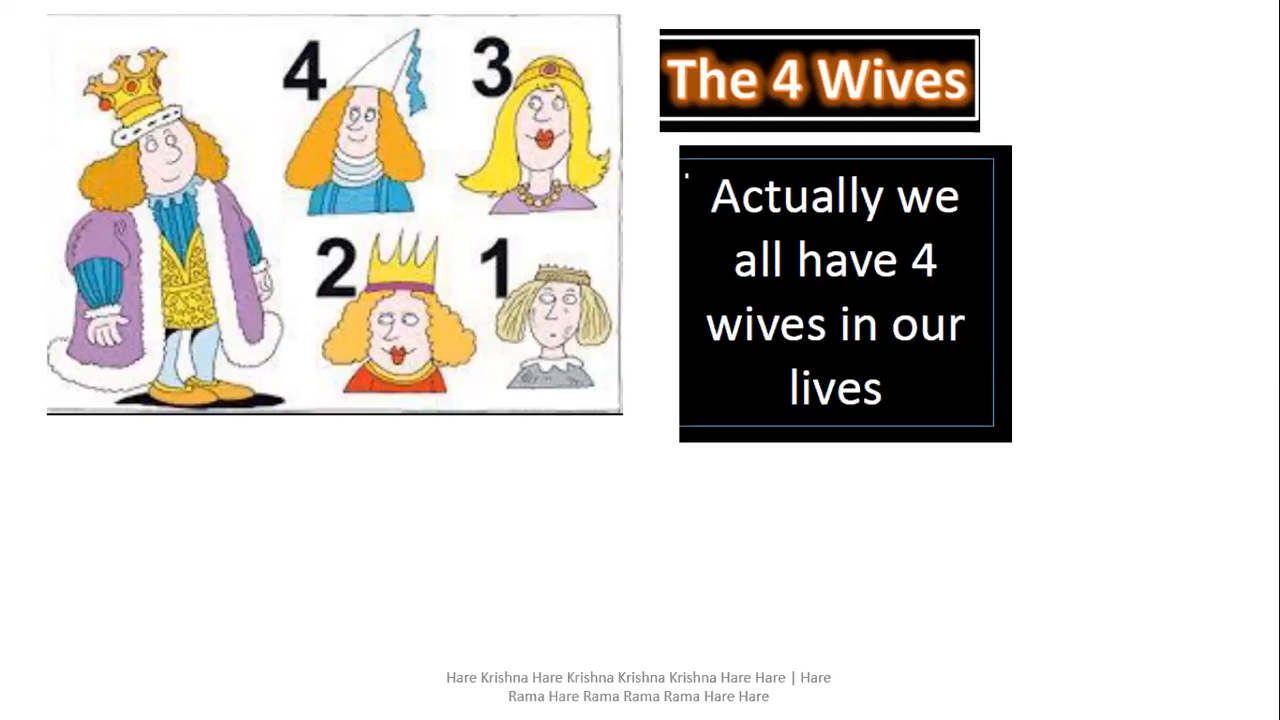 4
3
2
1
The 4 Wives
Actually we
all have 4
wives in our
lives
Hare Krishna Hare Krishna Krishna Krishna Hare Hare | Hare
Rama Hare Rama Rama Rama Hare Hare